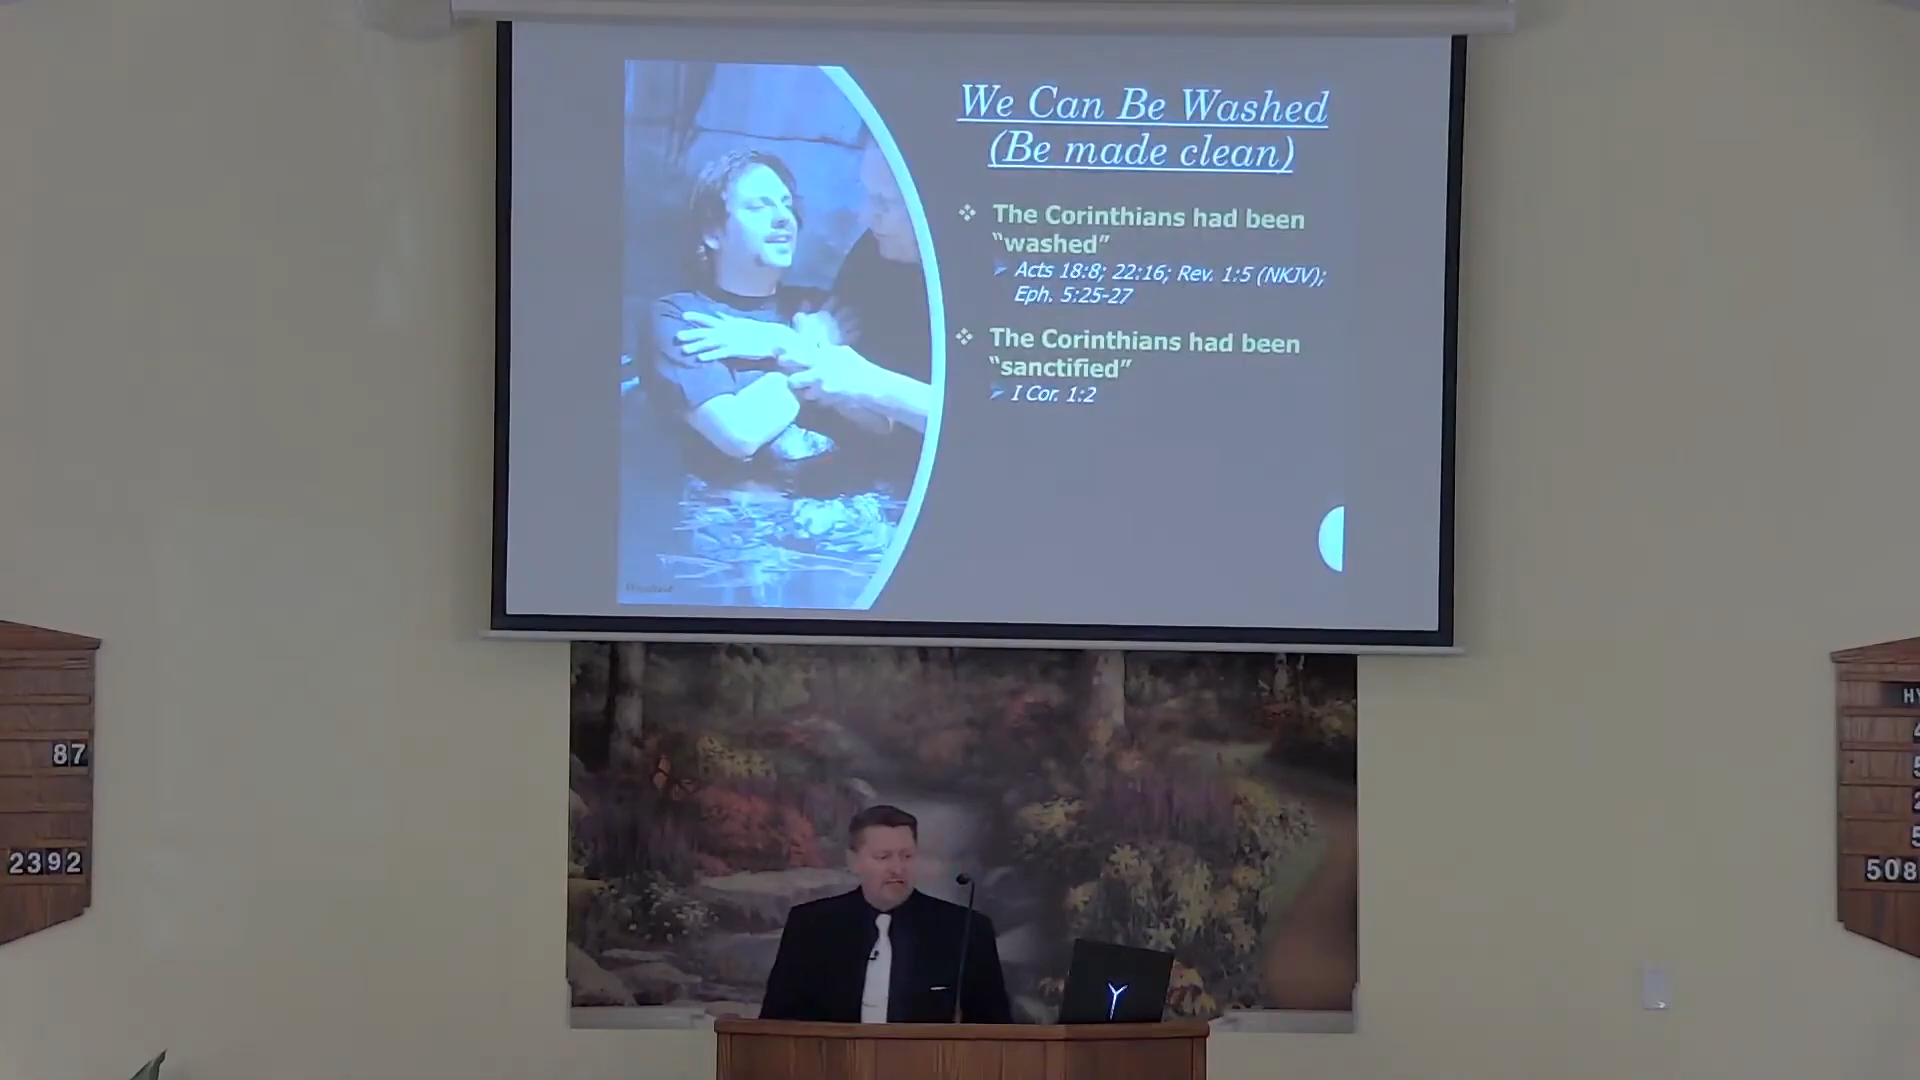 We Can Be Washed
(Be made clean)
The Corinthians had been
“washed”
Acts 18:8; 22:16; Rev. 1:5 (NKJV);
Eph. 5:25-27
The Corinthians had been
“sanctified”
I Cor. 1:2
87
2392
HY
508